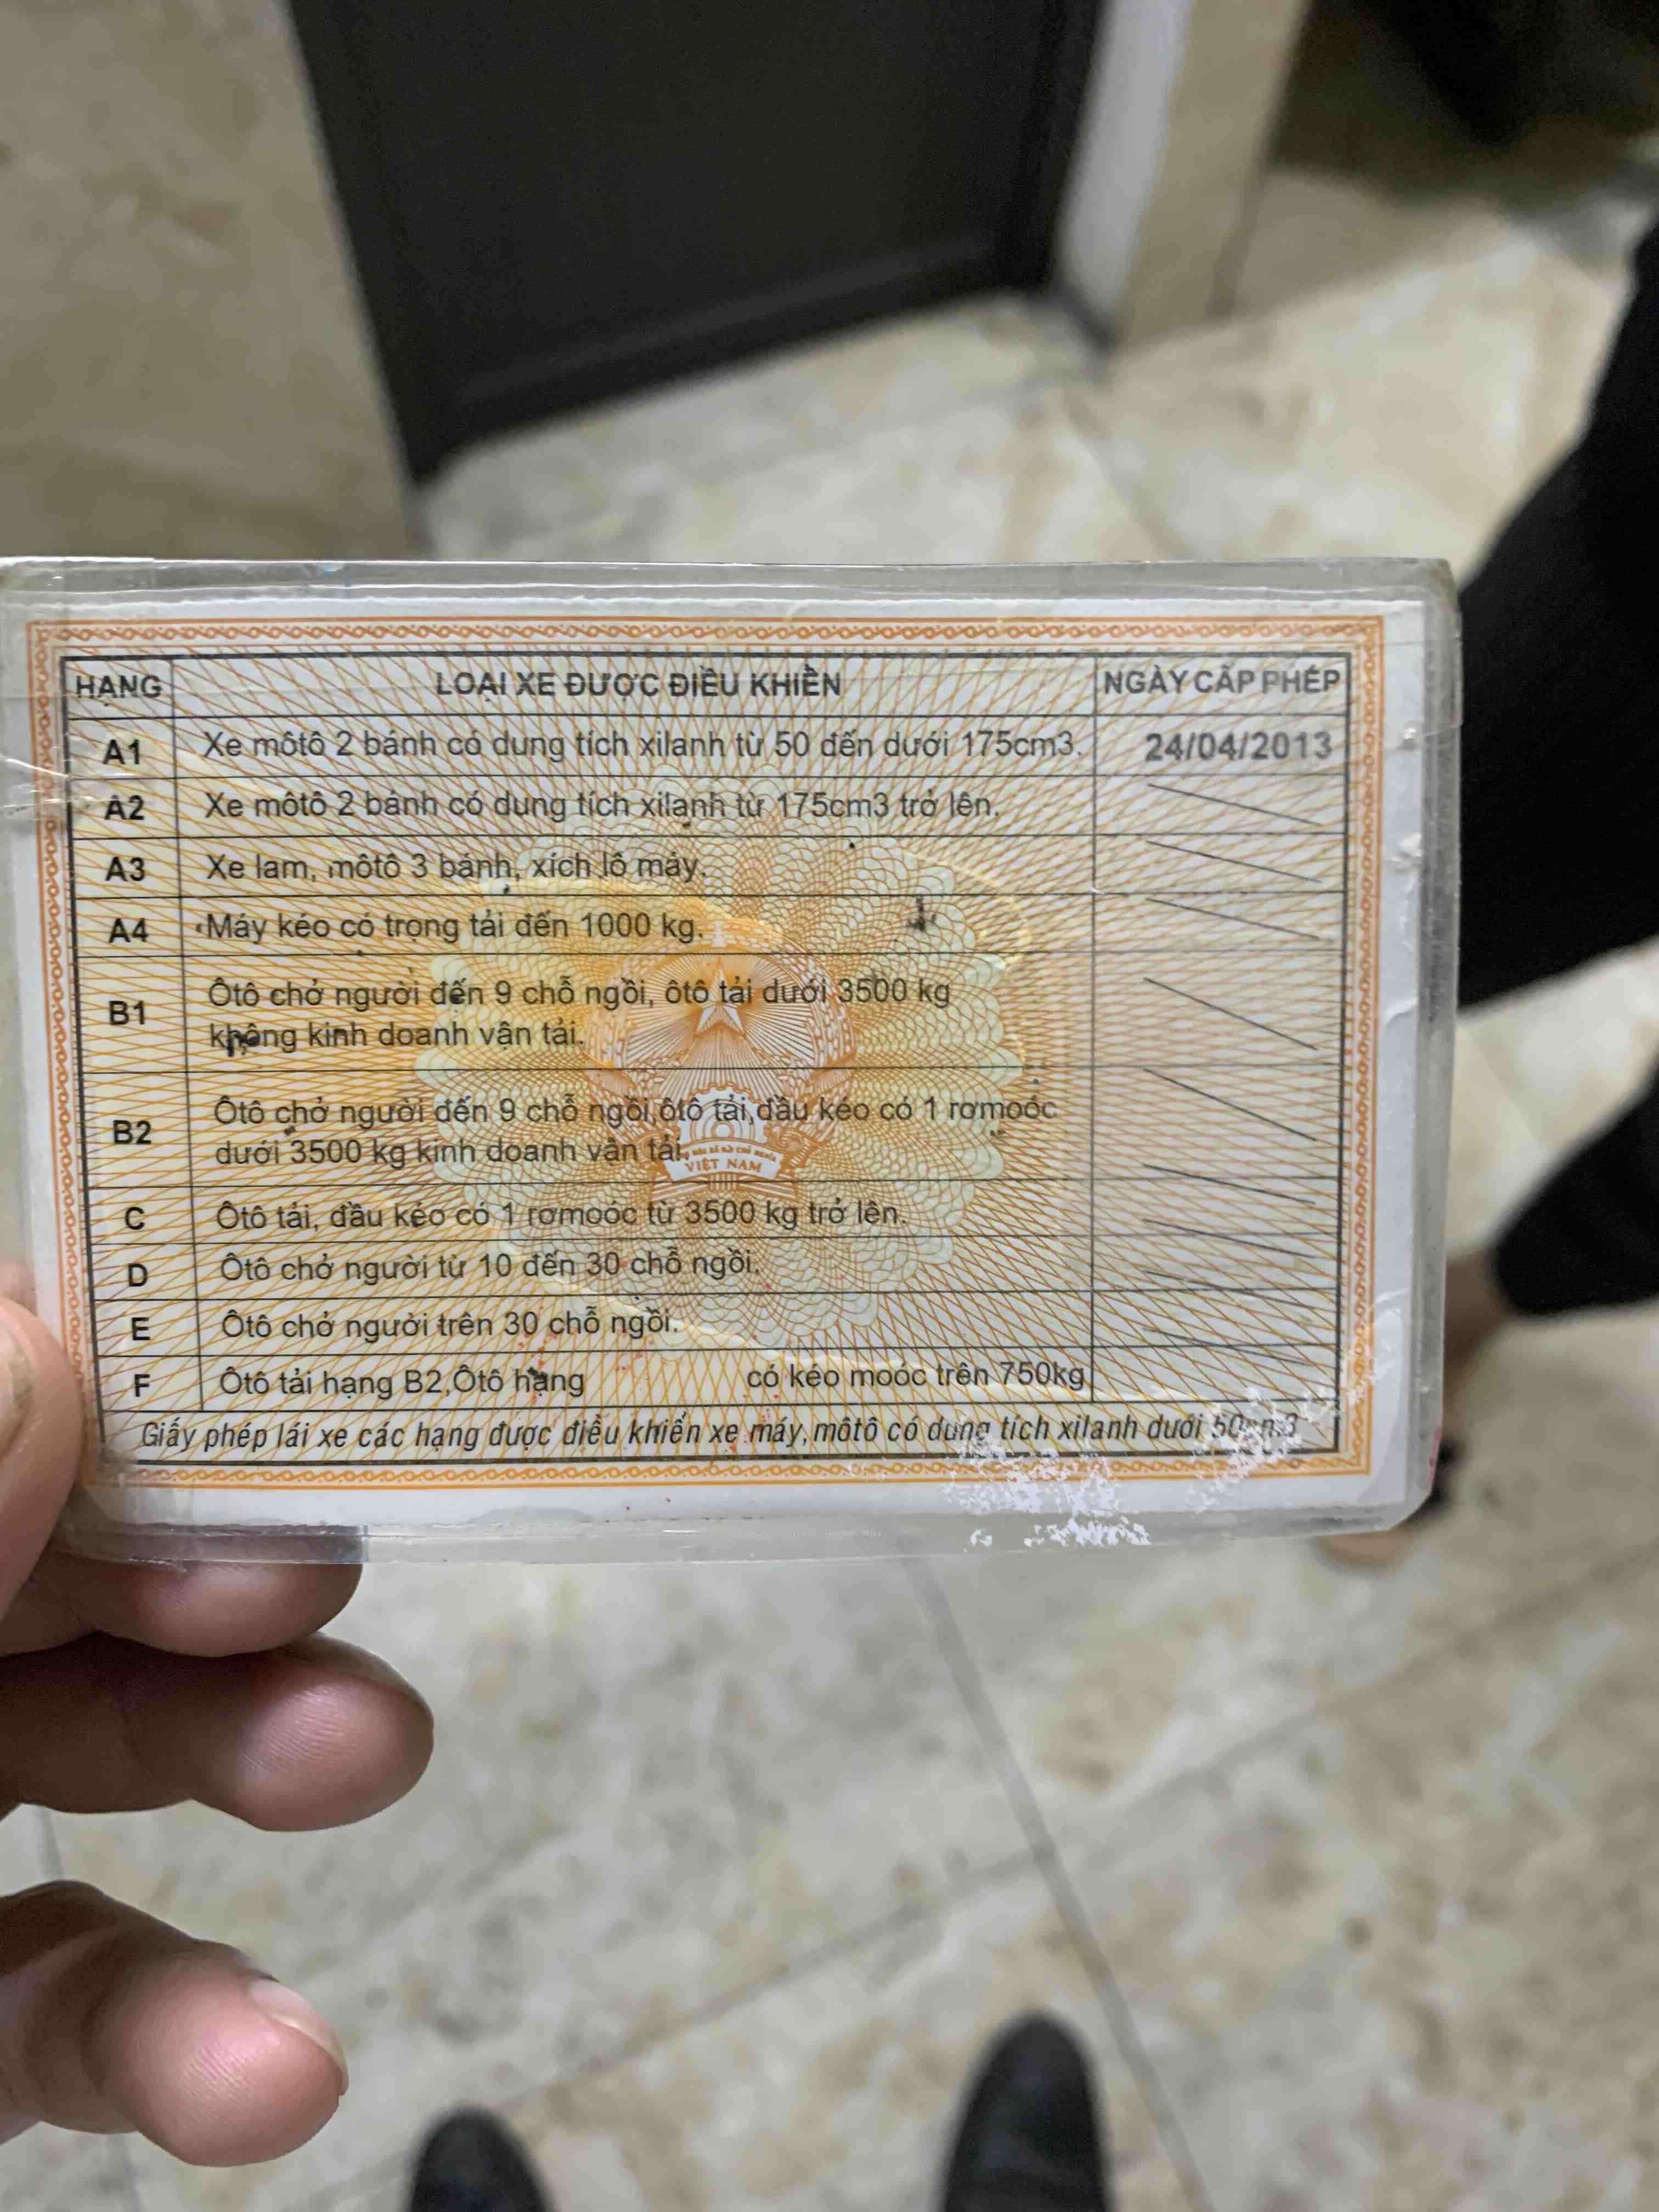 HẠNG LOẠI XE ĐƯỢC ĐIỀU KHIỂN NGÀY CẤP PHÉP
A1 Xe môtô 2 bánh có dung tích xilanh từ 50 đến dưới 175cm3. 24/04/2013
A2 Xe môtô 2 bánh có dung tích xilanh từ 175cm3 trở lên.
A3 Xe lam, môtô 3 bánh, xích lô máy.
A4 Máy kéo có trọng tải đến 1000 kg.
B1 Ôtô chở người đến 9 chỗ ngồi, ôtô tải dưới 3500 kg
không kinh doanh vận tải.
B2 Ôtô chở người đến 9 chỗ ngồi,ôtô tải,đầu kéo có 1 rơmoóc
dưới 3500 kg kinh doanh vận tải.
VIỆT NAM
C Ôtô tải, đầu kéo có 1 rơmoóc từ 3500 kg trở lên.
D Ôtô chở người từ 10 đến 30 chỗ ngồi.
E Ôtô chở người trên 30 chỗ ngồi.
F Ôtô tải hạng B2,Ôtô hạng có kéo moóc trên 750kg
Giấy phép lái xe các hạng được điều khiển xe máy,môtô có dung tích xilanh dưới